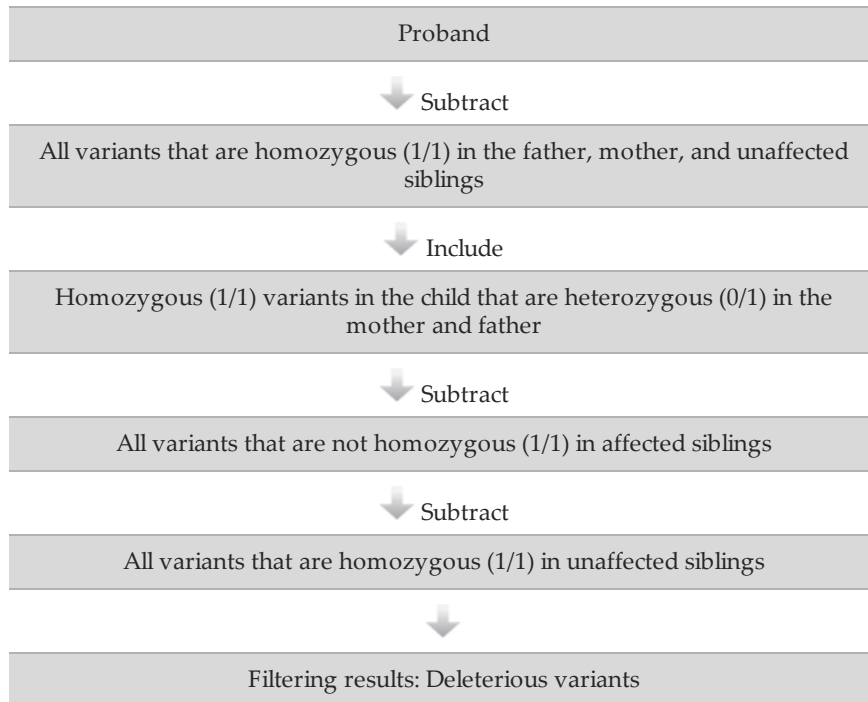 Proband
Subtract
All variants that are homozygous (1/1) in the father, mother, and unaffected
siblings
Include
Homozygous (1/1) variants in the child that are heterozygous (0/1) in the
mother and father
Subtract
All variants that are not homozygous (1/1) in affected siblings
Subtract
All variants that are homozygous (1/1) in unaffected siblings
Filtering results: Deleterious variants